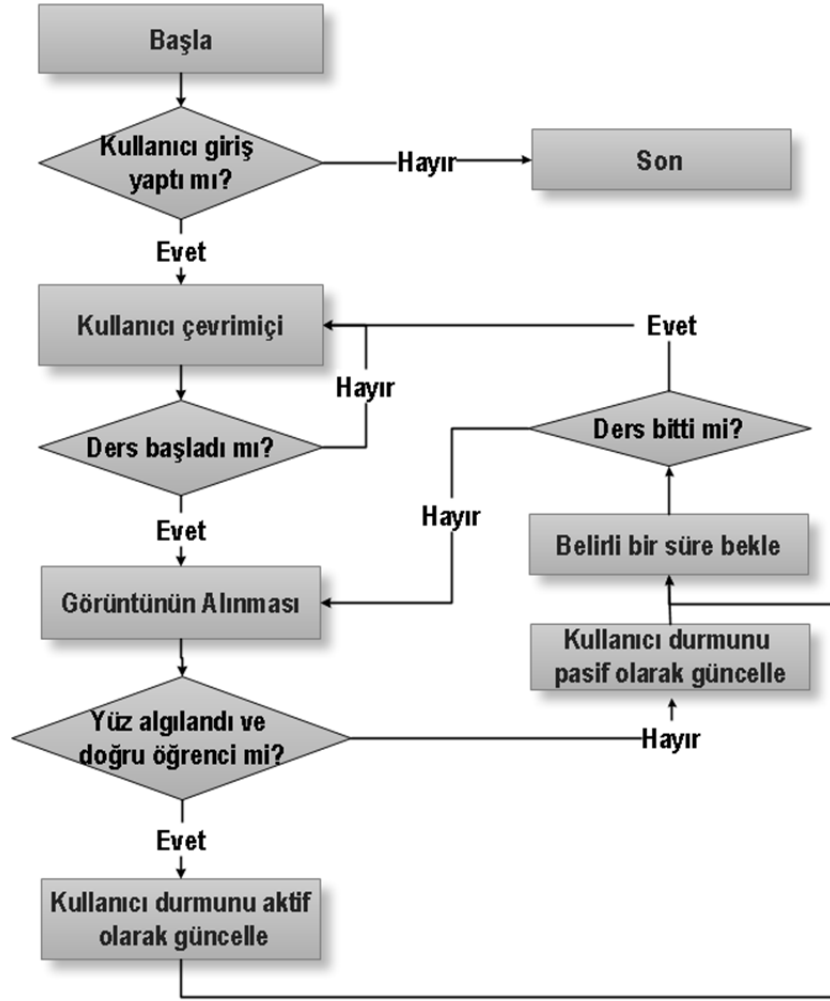 Başla
Kullanıcı giriş
yaptı mı?
Hayır
Son
Evet
Kullanıcı çevrimiçi
Evet
Hayır
Ders başladı mı?
Ders bitti mi?
Hayır
Evet
Belirli bir süre bekle
Görüntünün Alınması
Kullanıcı durmunu
pasif olarak güncelle
Yüz algılandı ve
doğru öğrenci mi?
Hayır
Evet
Kullanıcı durmunu aktif
olarak güncelle